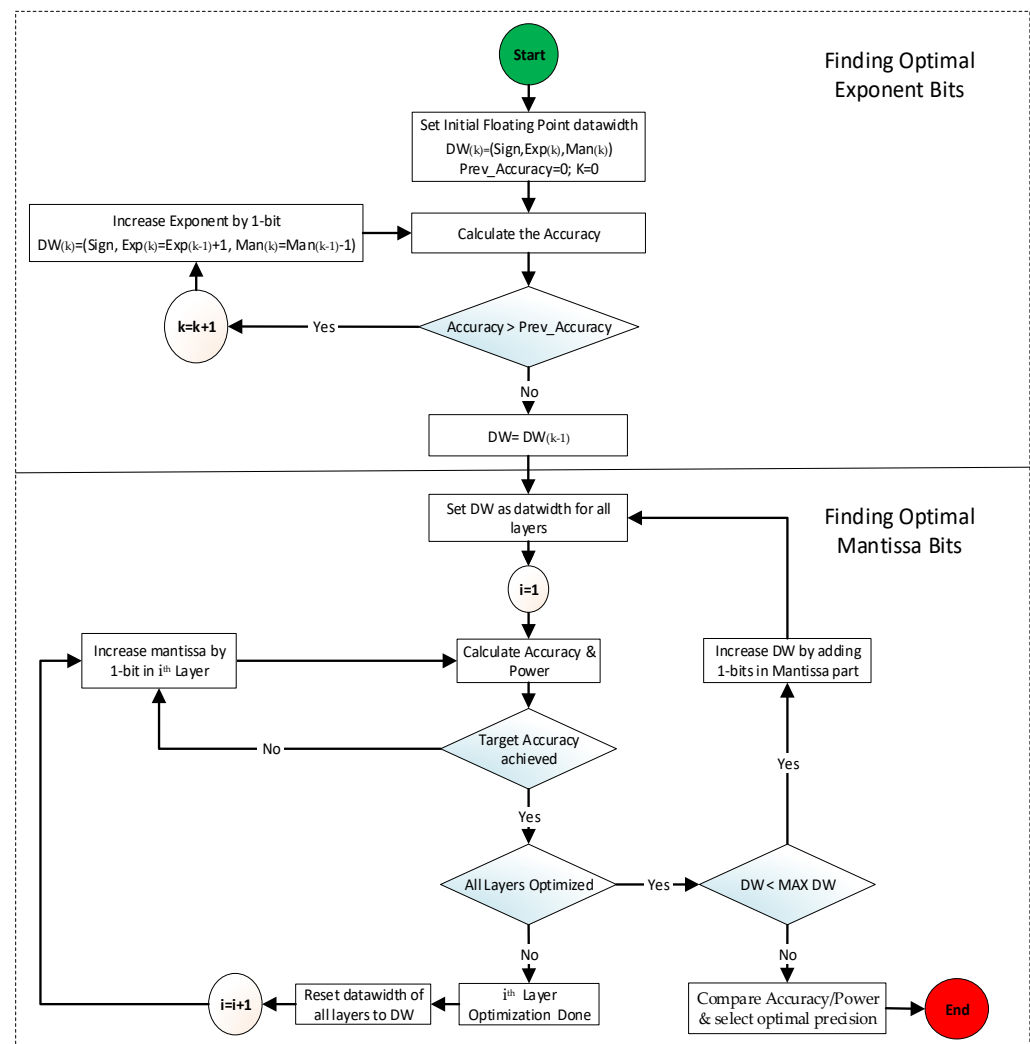 Start
Finding Optimal
Exponent Bits
Set Initial Floating Point datawidth
DW(k)=(Sign,Exp(k),Man(k))
Prev_Accuracy=0; K=0
Increase Exponent by 1-bit
DW(k)=(Sign, Exp(k)=Exp(k-1)+1, Man(k)=Man(k-1)-1)
Calculate the Accuracy
k=k+1
Yes
Accuracy > Prev_Accuracy
No
DW= DW(k-1)
Set DW as datwidth for all
layers
Finding Optimal
Mantissa Bits
i=1
Increase mantissa by
1-bit in ith Layer
Calculate Accuracy &
Power
Increase DW by adding
1-bits in Mantissa part
No
Target Accuracy
achieved
Yes
Yes
All Layers Optimized
Yes
DW < MAX DW
No
No
i=i+1
Reset datawidth of
all layers to DW
ith Layer
Optimization Done
Compare Accuracy/Power
& select optimal precision
End